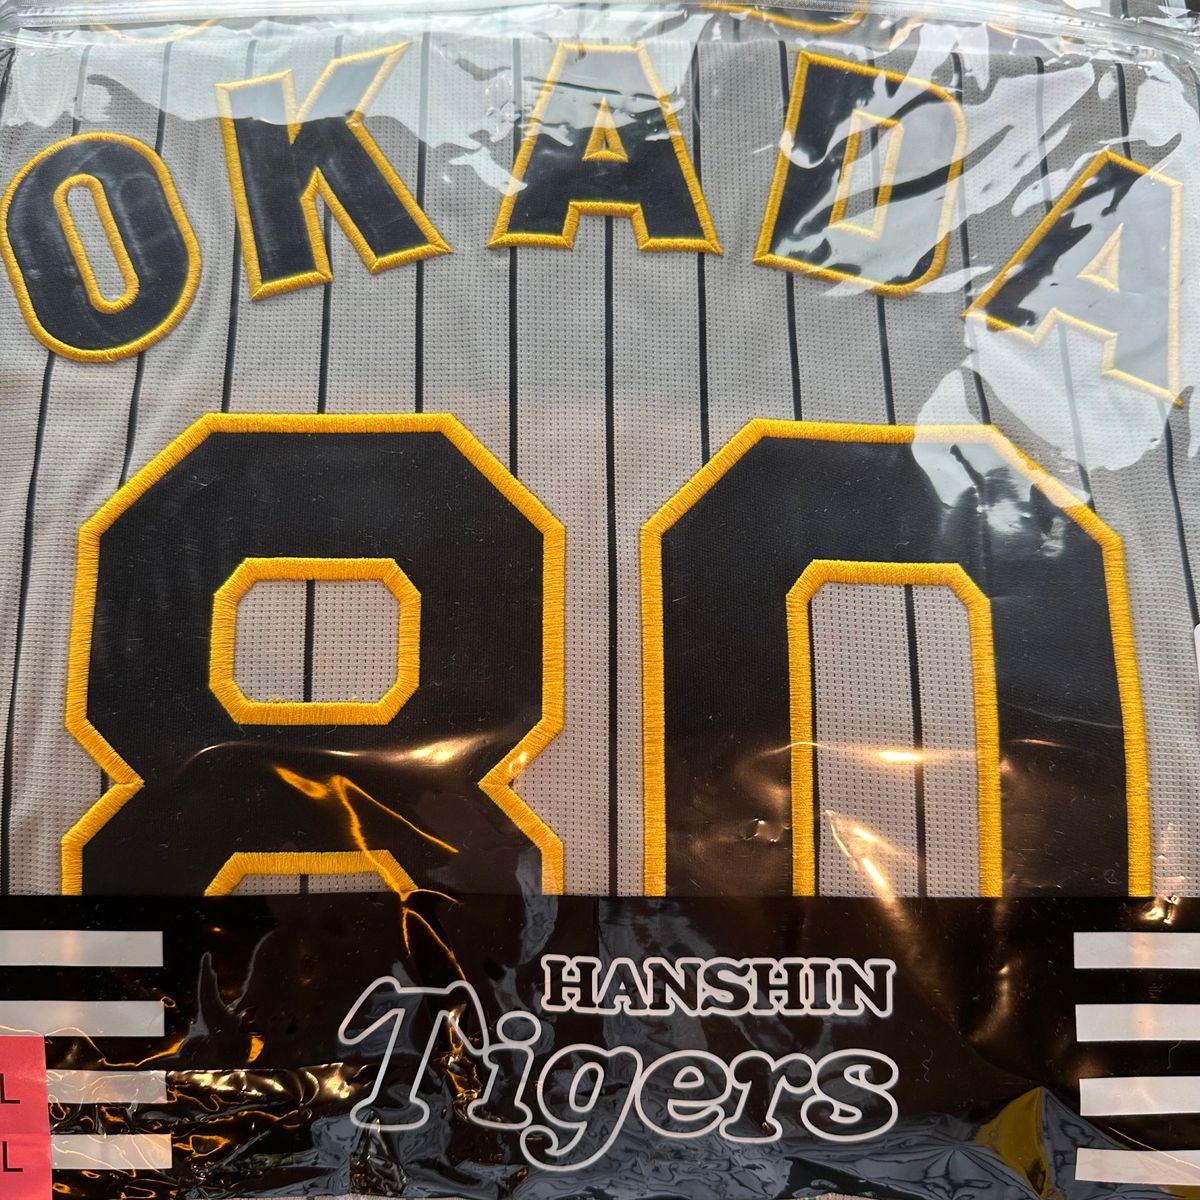 OKADA
80
HANSHIN
Tigers
L
L